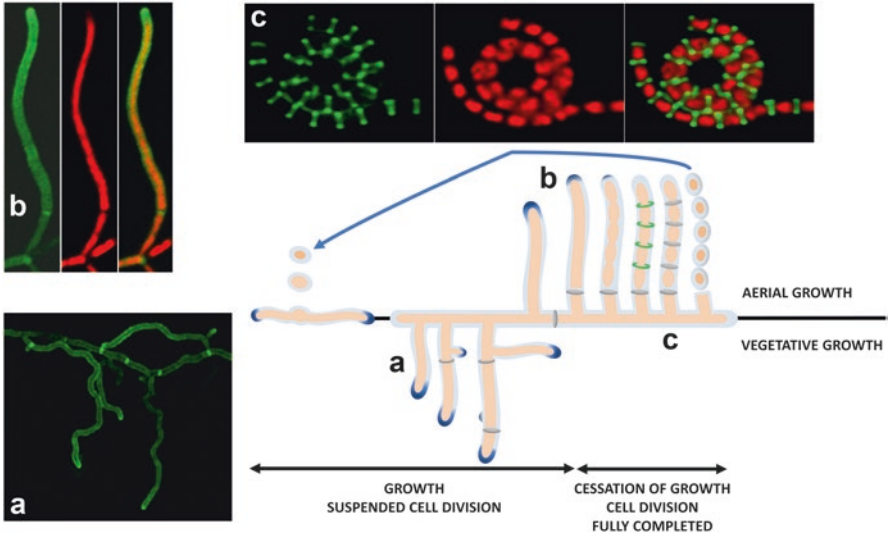 c
b
b
AERIAL GROWTH
a
c
VEGETATIVE GROWTH
a
GROWTH
SUSPENDED CELL DIVISION
CESSATION OF GROWTH
CELL DIVISION
FULLY COMPLETED